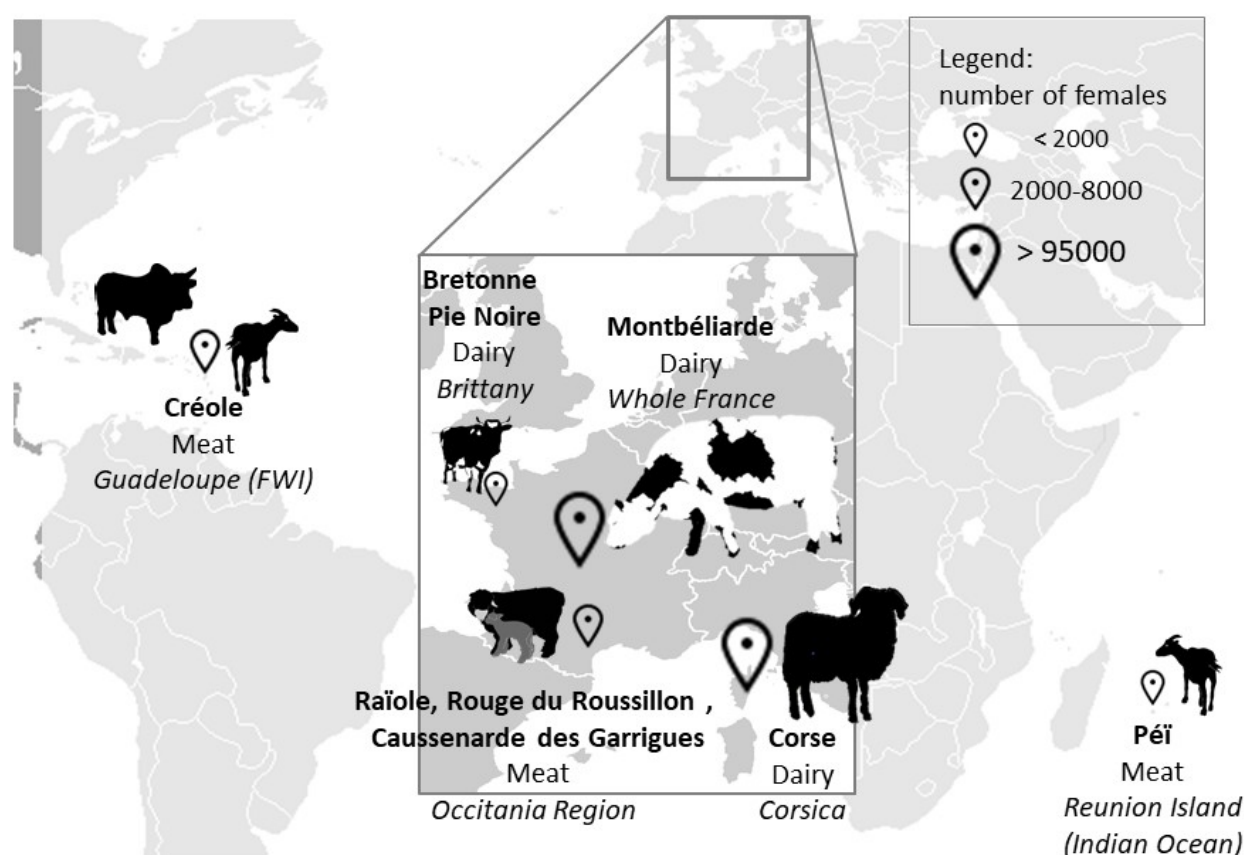 Legend:
number of females
< 2000
2000-8000
> 95000
Bretonne
Pie Noire
Dairy
Brittany
Montbéliarde
Dairy
Whole France
Créole
Meat
Guadeloupe (FWI)
Raïole, Rouge du Roussillon ,
Caussenarde des Garrigues
Meat
Occitania Region
Corse
Dairy
Corsica
Péï
Meat
Reunion Island
(Indian Ocean)